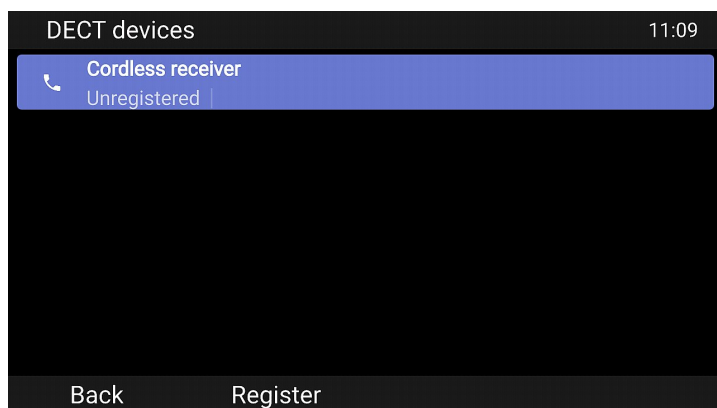 DECT devices 11:09
Cordless receiver
Unregistered
Back Register